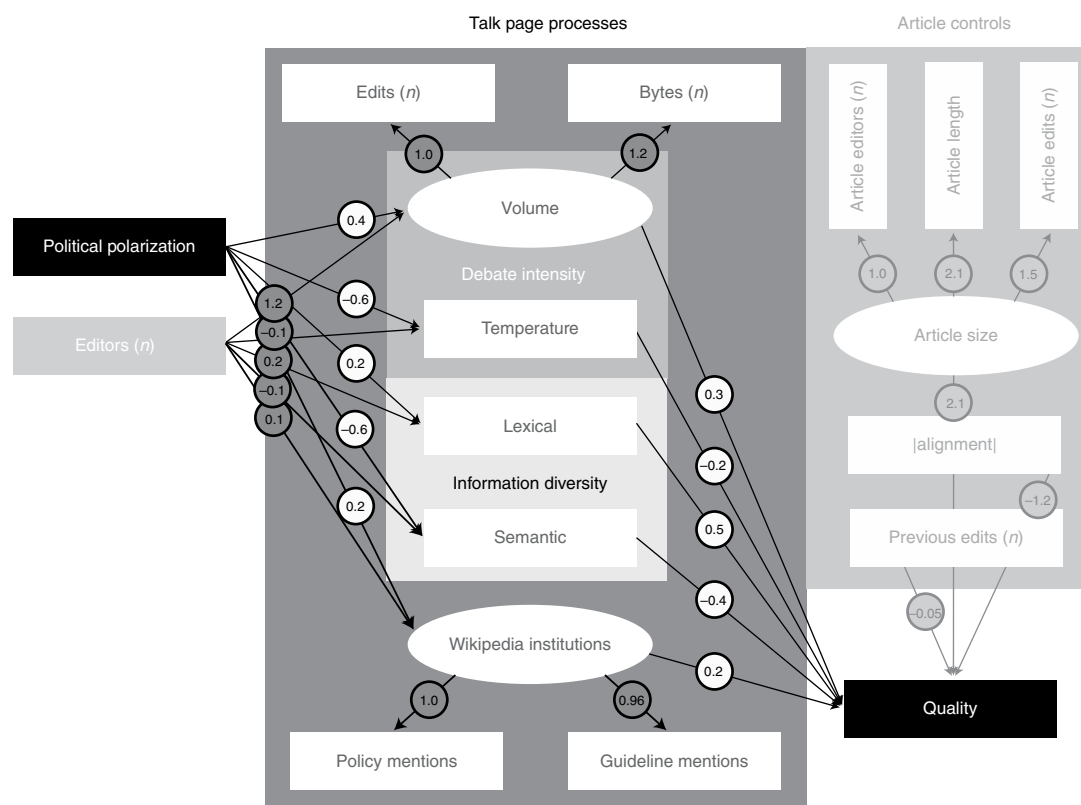 Talk page processes
Article controls
Edits (n)
Bytes (n)
Article editors (n)
Article length
Article edits (n)
1.0
1.2
Volume
Political polarization
0.4
Debate intensity
1.0
2.1
1.5
–0.6
1.2
Temperature
Article size
Editors (n)
–0.1
0.2
0.2
–0.1
0.1
0.3
2.1
Lexical
–0.6
|alignment|
–0.2
Information diversity
0.2
–1.2
0.5
Semantic
Previous edits (n)
–0.4
–0.05
Wikipedia institutions
0.2
1.0
0.96
Quality
Policy mentions
Guideline mentions